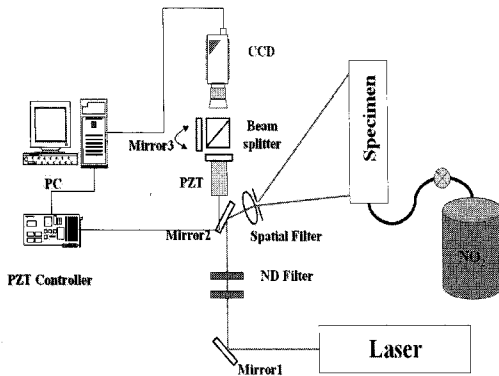 CCD
Specimen
Beam
splitter
Mirror3
PC
PZT
Mirror2
Spatial Filter
NO
PZT Controller
ND Filter
Laser
Mirror1